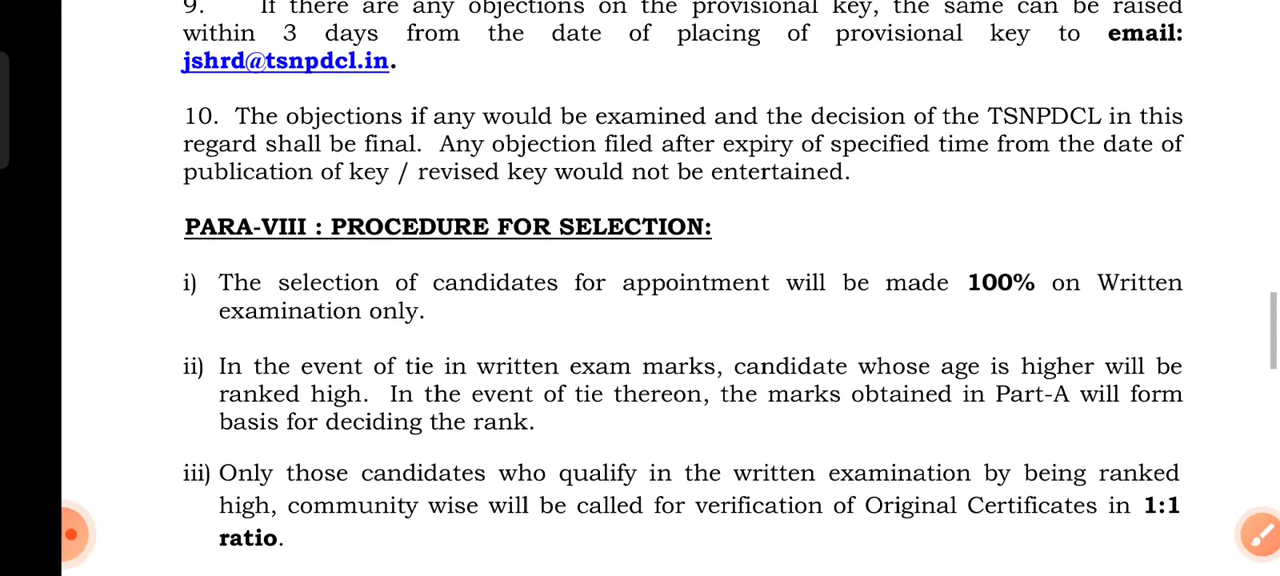 9. If there are any objections on the provisional key, the same can be raised
within 3 days from the date of placing of provisional key to email:
jshrd@tsnpdcl.in.
10. The objections if any would be examined and the decision of the TSNPDCL in this
regard shall be final. Any objection filed after expiry of specified time from the date of
publication of key / revised key would not be entertained.
PARA-VIII : PROCEDURE FOR SELECTION:
i) The selection of candidates for appointment will be made 100% on Written
examination only.
ii) In the event of tie in written exam marks, candidate whose age is higher will be
ranked high. In the event of tie thereon, the marks obtained in Part-A will form
basis for deciding the rank.
iii) Only those candidates who qualify in the written examination by being ranked
high, community wise will be called for verification of Original Certificates in 1:1
ratio.